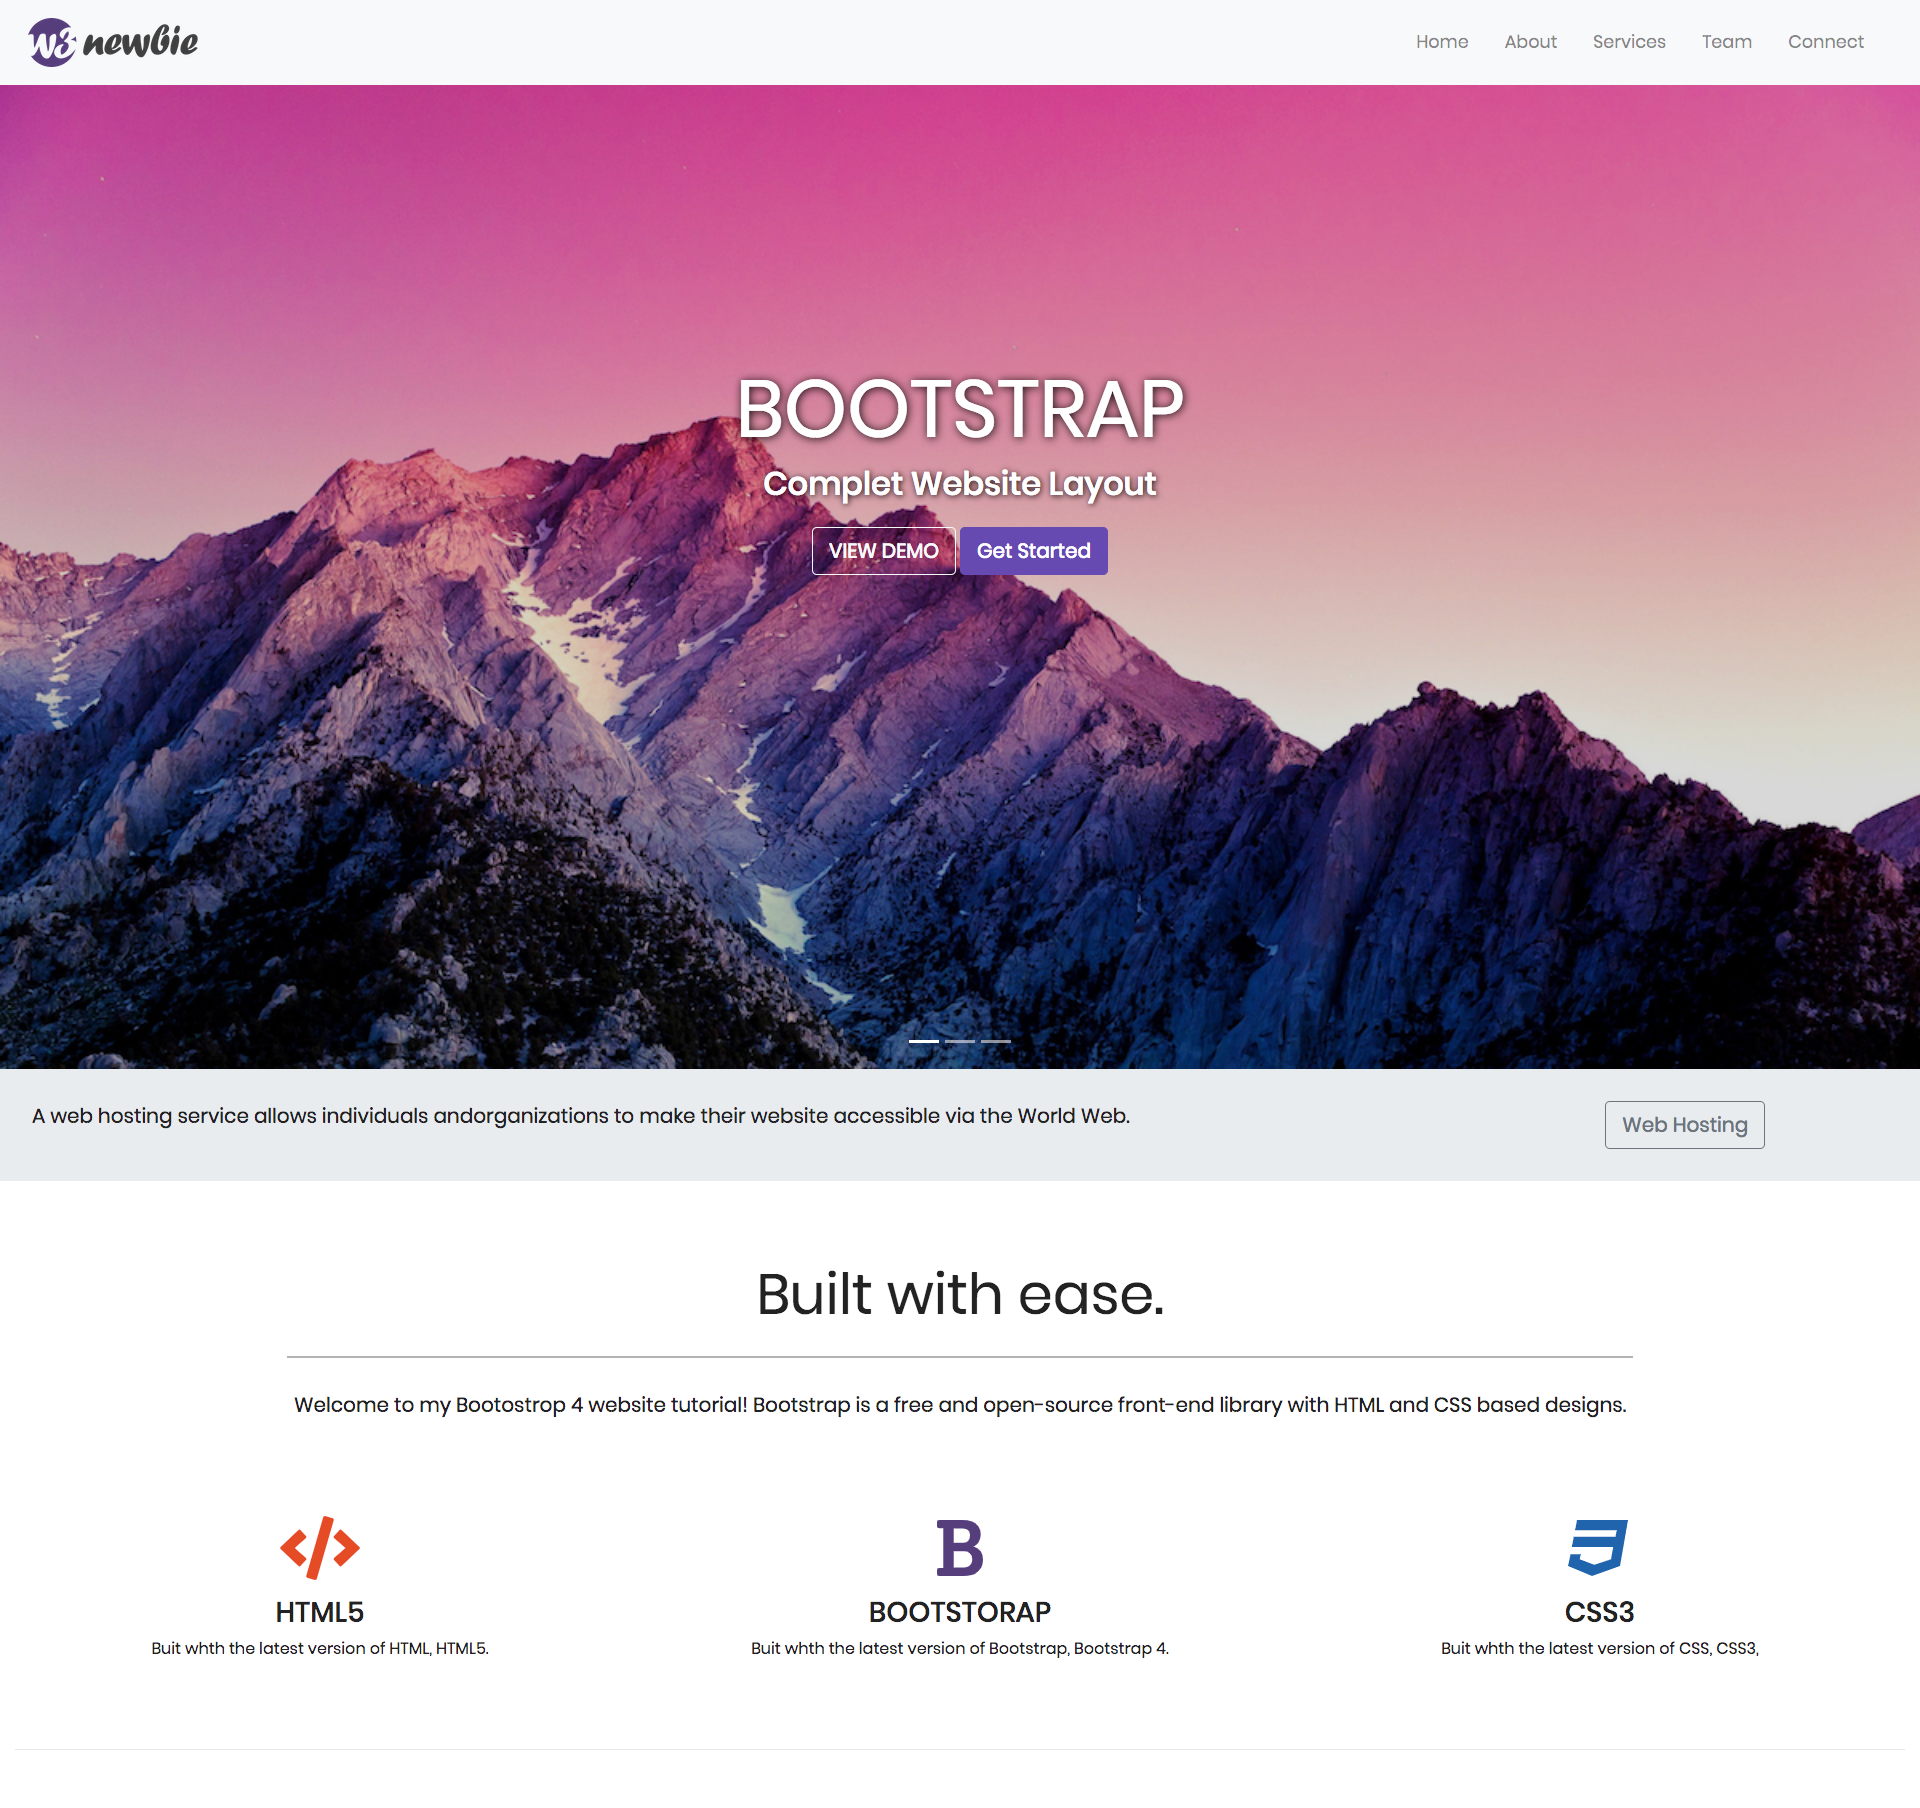 W3 newbie
Home About Services Team Connect
BOOTSTRAP
Complet Website Layout
VIEW DEMO Get Started
A web hosting service allows individuals andorganizations to make their website accessible via the World Web.
Web Hosting
Built with ease.
Welcome to my Bootostrop 4 website tutorial! Bootstrap is a free and open-source front-end library with HTML and CSS based designs.
B
HTML5
Buit whth the latest version of HTML, HTML5.
BOOTSTORAP
Buit whth the latest version of Bootstrap, Bootstrap 4.
CSS3
Buit whth the latest version of CSS, CSS3,